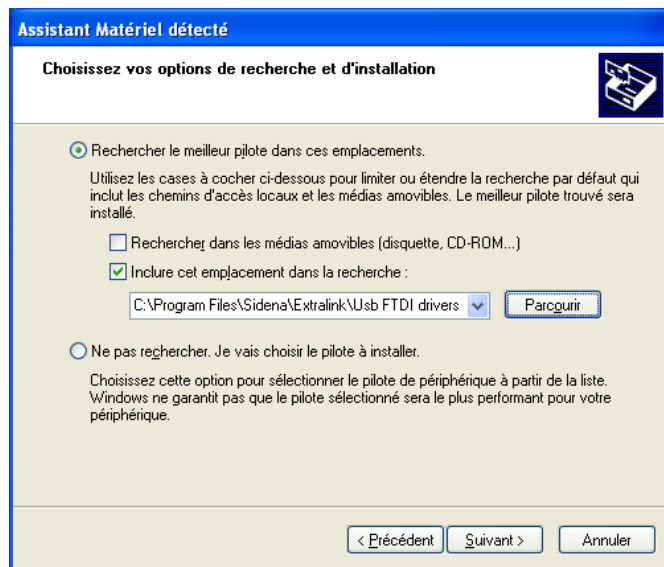 Assistant Matériel détecté
Choisissez vos options de recherche et d'installation
Rechercher le meilleur pilote dans ces emplacements.
Utilisez les cases à cocher ci-dessous pour limiter ou étendre la recherche par défaut qui
inclut les chemins d'accès locaux et les médias amovibles. Le meilleur pilote trouvé sera
installé.
Rechercher dans les médias amovibles (disquette, CD-ROM...)
Inclure cet emplacement dans la recherche :
C:\Program Files\Sidena\Extralink\Usb FTDI drivers
Parcourir
Ne pas rechercher. Je vais choisir le pilote à installer.
Choisissez cette option pour sélectionner le pilote de périphérique à partir de la liste.
Windows ne garantit pas que le pilote sélectionné sera le plus performant pour votre
périphérique.
< Précédent
Suivant >
Annuler